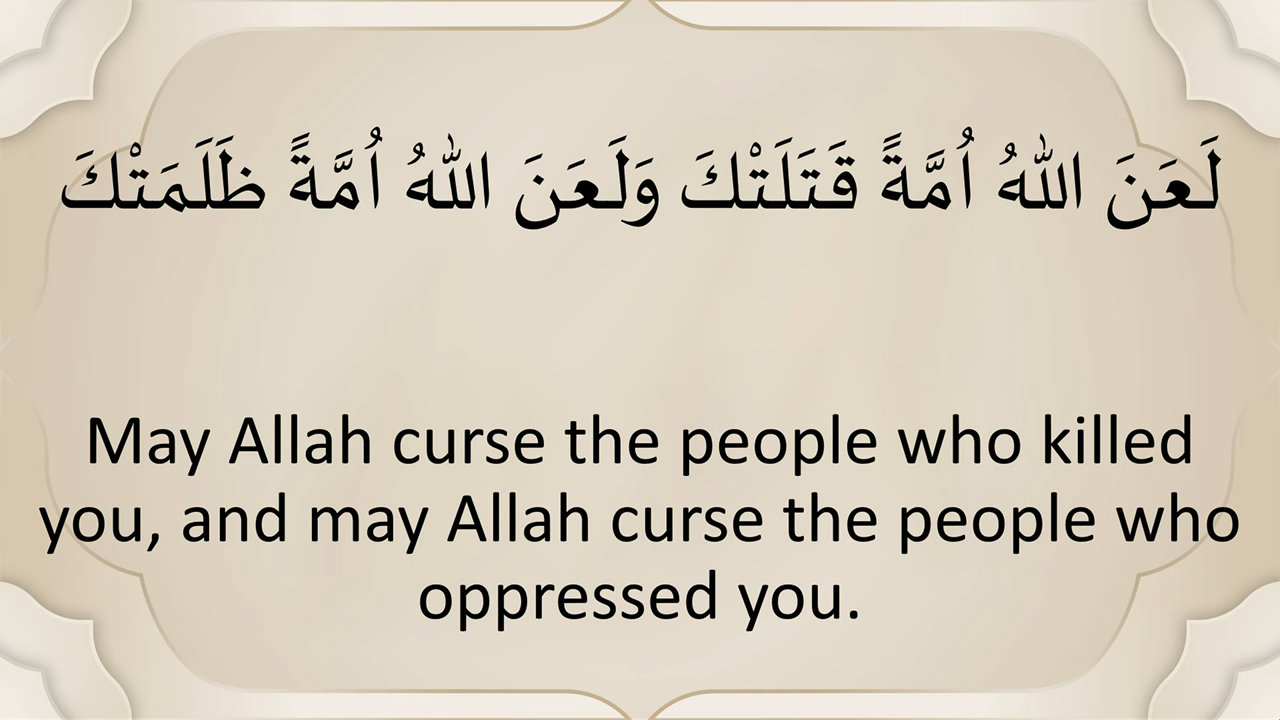 لَعَنَ اللهُ اُمَّةً قَتَلَتْكَ وَلَعَنَ اللهُ اُمَّةً ظَلَمَتْكَ
May Allah curse the people who killed
you, and may Allah curse the people who
oppressed you.